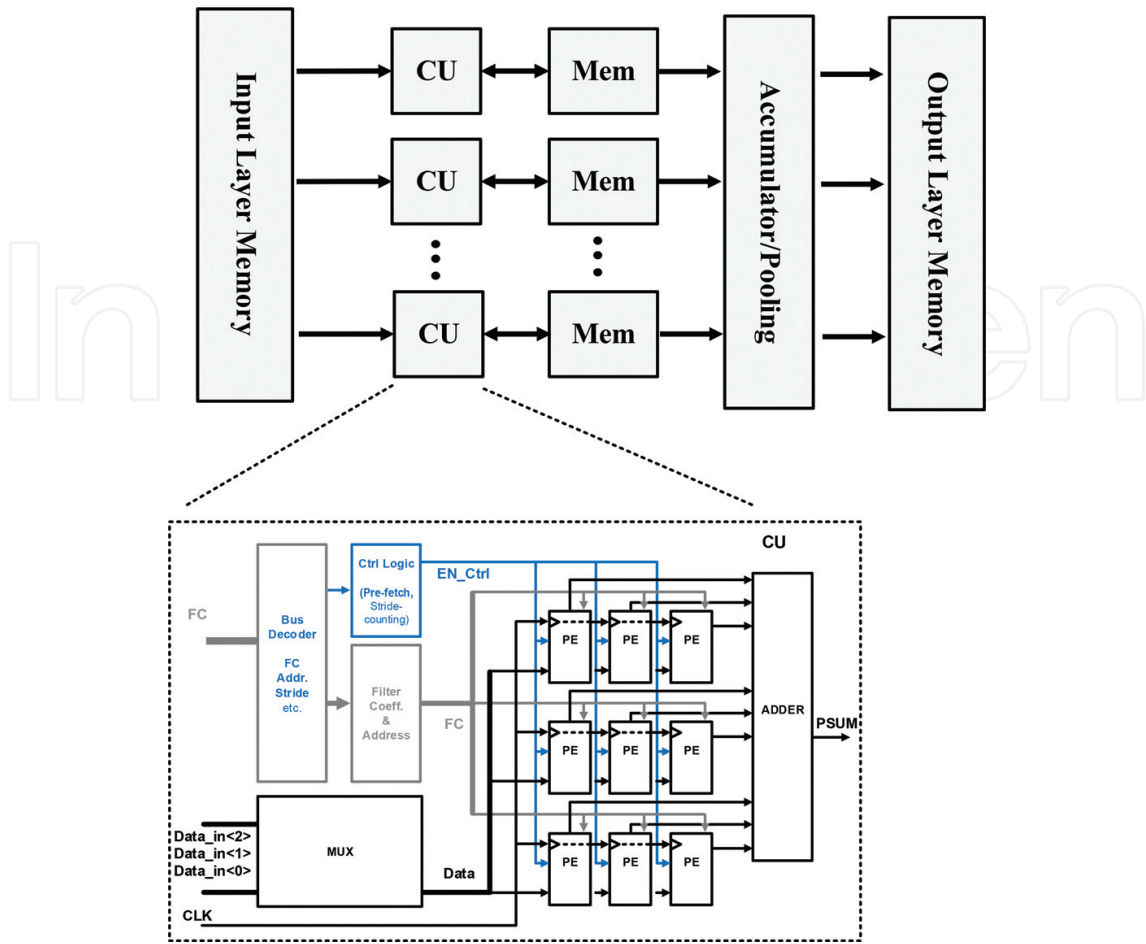 Input Layer Memory
CU
Mem
CU
Mem
CU
Mem
Accumulator/Pooling
Output Layer Memory
CU
FC
Bus
Decoder
FC
Addr.
Stride
etc.
Ctrl Logic
(Pre-fetch,
Stride-
counting)
EN_Ctrl
Filter
Coeff.
&
Address
FC
Data_in<2>
Data_in<1>
Data_in<0>
MUX
Data
CLK
PE
PE
PE
PE
PE
PE
PE
PE
PE
ADDER
PSUM